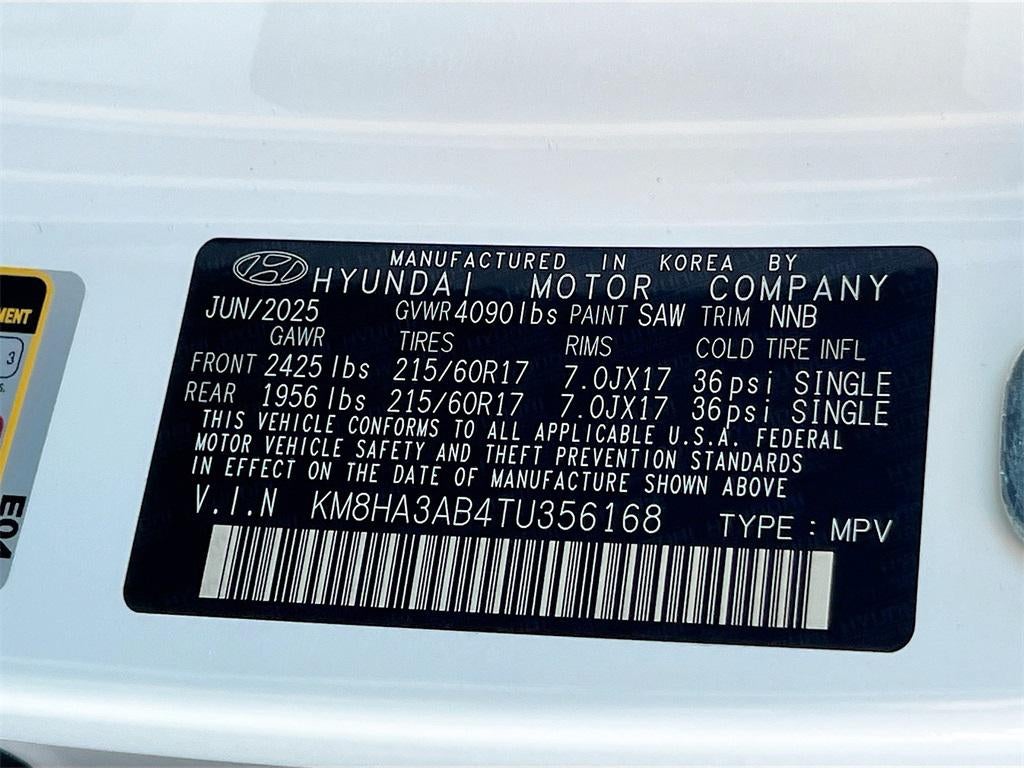 MANUFACTURED IN KOREA BY
HYUNDAI MOTOR COMPANY
JUN/2025 GVWR 4090lbs PAINT SAW TRIM NNB
GAWR TIRES RIMS COLD TIRE INFL
FRONT 2425 lbs 215/60R17 7.0JX17 36psi SINGLE
REAR 1956 lbs 215/60R17 7.0JX17 36psi SINGLE
THIS VEHICLE CONFORMS TO ALL APPLICABLE U.S.A. FEDERAL
MOTOR VEHICLE SAFETY AND THEFT PREVENTION STANDARDS
IN EFFECT ON THE DATE OF MANUFACTURE SHOWN ABOVE
V.I.N KM8HA3AB4TU356168 TYPE : MPV
3